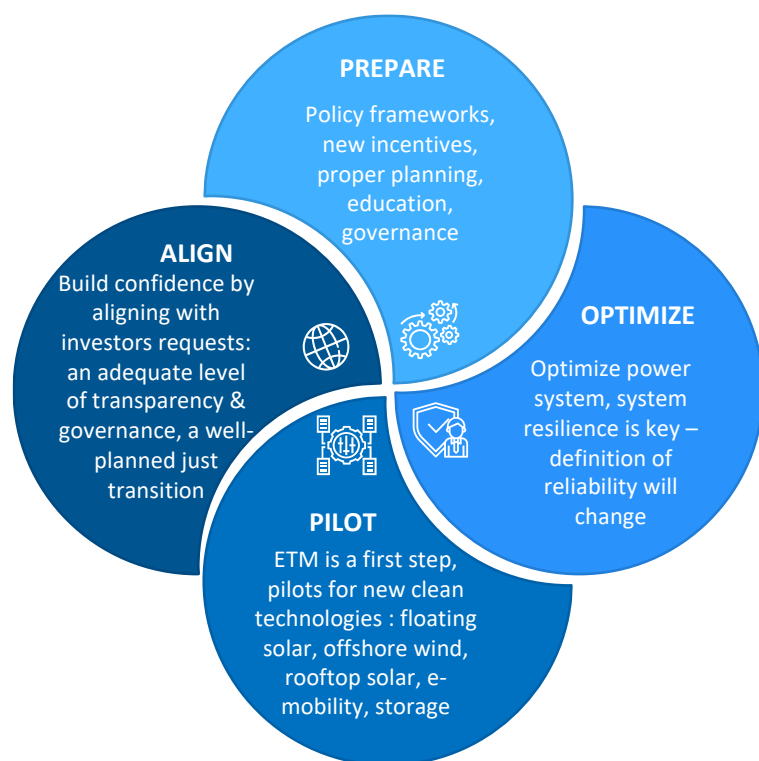 PREPARE
Policy frameworks,
new incentives,
proper planning,
education,
governance
ALIGN
Build confidence by
aligning with
investors requests:
an adequate level
of transparency &
governance, a well-
planned just
transition
OPTIMIZE
Optimize power
system, system
resilience is key –
definition of
reliability will
change
PILOT
ETM is a first step,
pilots for new clean
technologies : floating
solar, offshore wind,
rooftop solar, e-
mobility, storage